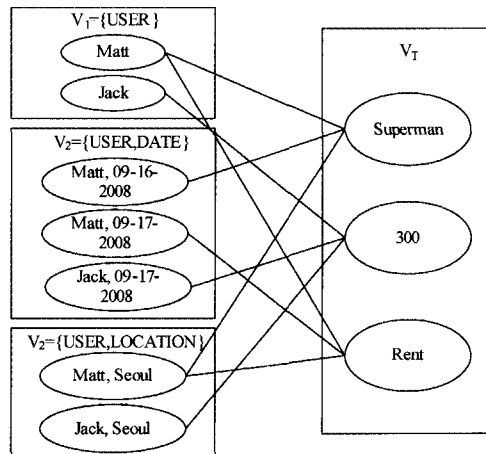 V₁={USER}
Matt
Jack
V₂={USER,DATE}
Matt, 09-16-
2008
Matt, 09-17-
2008
Jack, 09-17-
2008
V₂={USER,LOCATION}
Matt, Seoul
Jack, Seoul
V_T
Superman
300
Rent